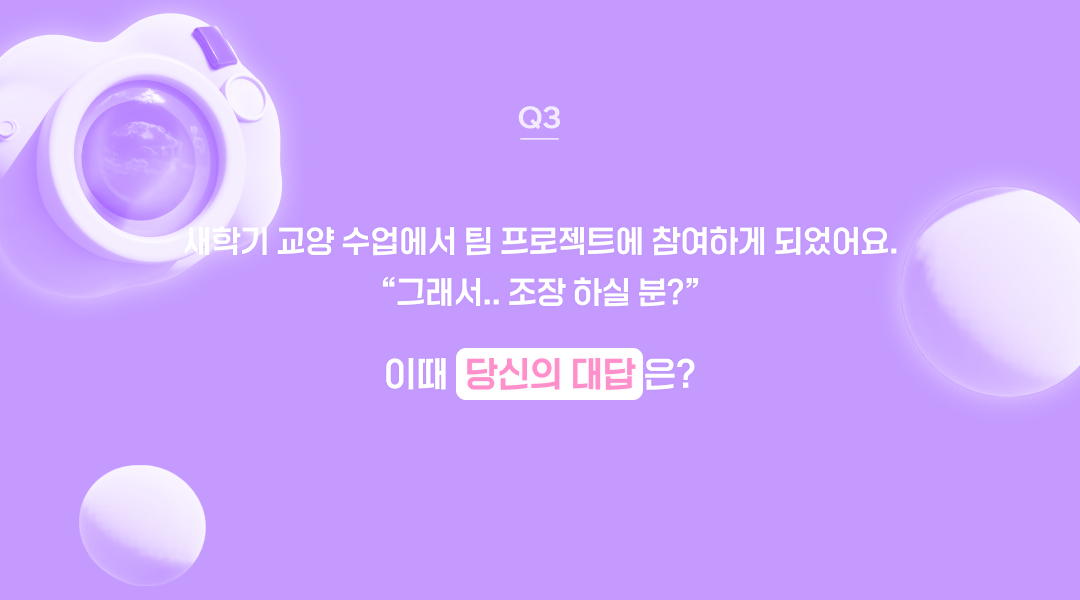 Q3
새학기 교양 수업에서 팀 프로젝트에 참여하게 되었어요.
“그래서.. 조장 하실 분?”
이때 당신의 대답은?